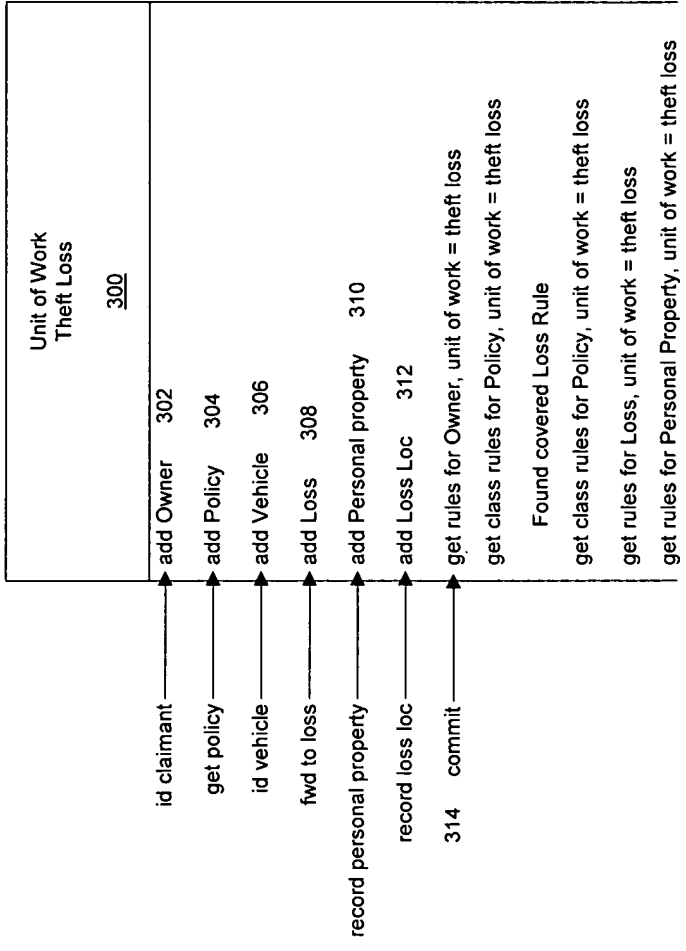 Unit of Work
Theft Loss
300
id claimant add Owner 302
get policy add Policy 304
id vehicle add Vehicle 306
fwd to loss add Loss 308
record personal property add Personal property 310
record loss loc add Loss Loc 312
314 commit get rules for Owner, unit of work = theft loss
get class rules for Policy, unit of work = theft loss
Found covered Loss Rule
get class rules for Policy, unit of work = theft loss
get rules for Loss, unit of work = theft loss
get rules for Personal Property, unit of work = theft loss